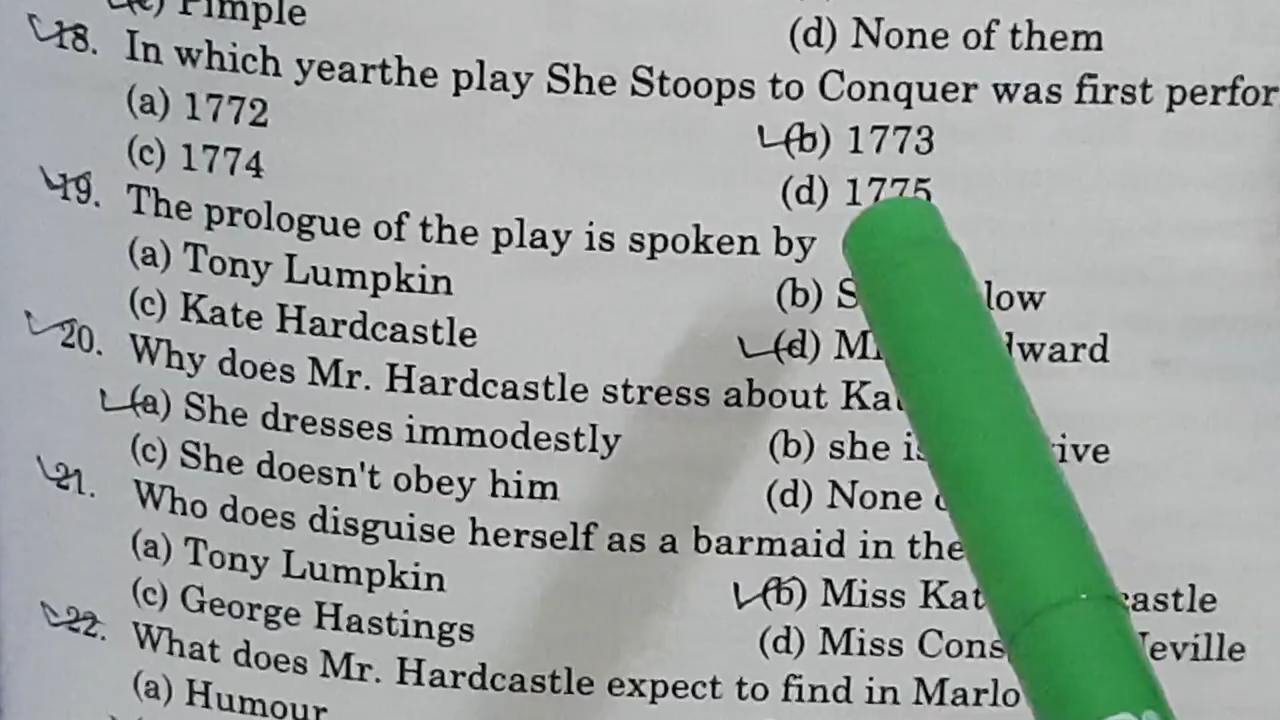 Pimple
(d) None of them
18. In which yearthe play She Stoops to Conquer was first perfor
(a) 1772
(b) 1773
(c) 1774
(d) 1775
19. The prologue of the play is spoken by
(a) Tony Lumpkin
(b) S low
(c) Kate Hardcastle
(d) dward
20. Why does Mr. Hardcastle stress about
(a) She dresses immodestly
(b) she ive
(c) She doesn't obey him
(d) None
21. Who does disguise herself as a barmaid in the
(a) Tony Lumpkin
(b) Miss Kat castle
(c) George Hastings
(d) Miss Cons eville
22. What does Mr. Hardcastle expect to find in Marlo
(a) Humour